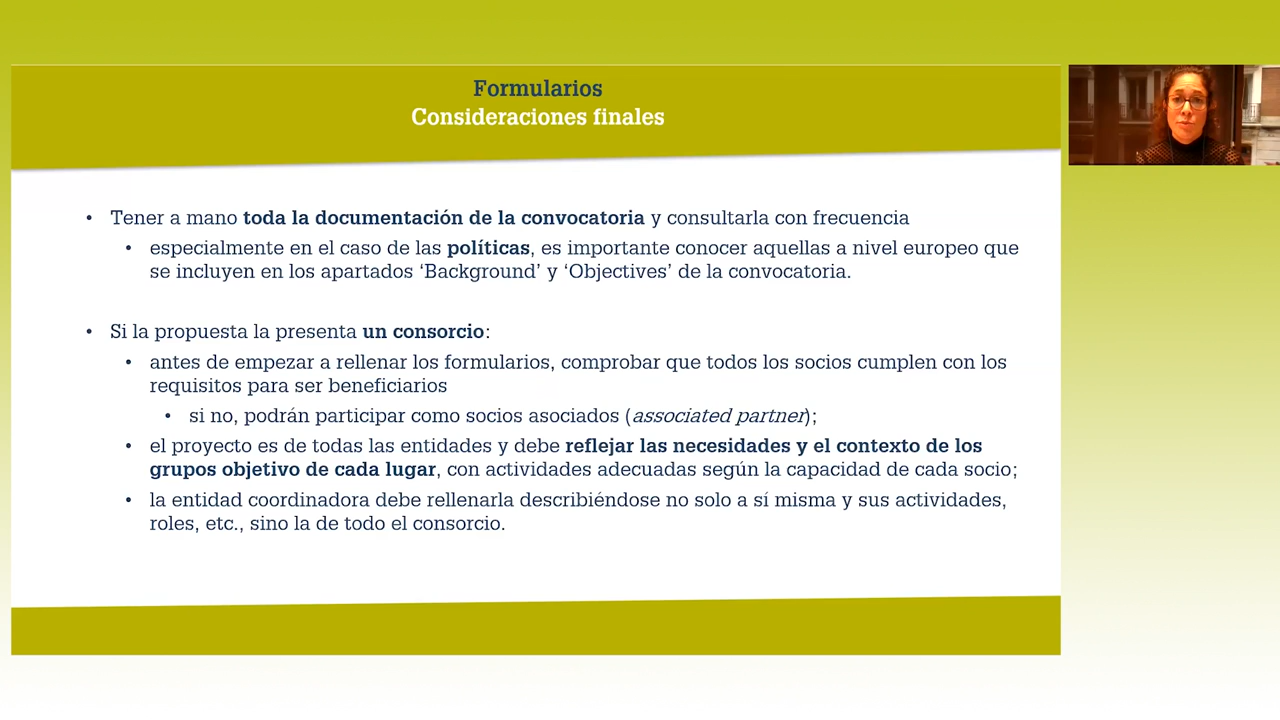 Formularios
Consideraciones finales
• Tener a mano toda la documentación de la convocatoria y consultarla con frecuencia
• especialmente en el caso de las políticas, es importante conocer aquellas a nivel europeo que
se incluyen en los apartados ‘Background’ y ‘Objectives’ de la convocatoria.
• Si la propuesta la presenta un consorcio:
• antes de empezar a rellenar los formularios, comprobar que todos los socios cumplen con los
requisitos para ser beneficiarios
• si no, podrán participar como socios asociados (associated partner);
• el proyecto es de todas las entidades y debe reflejar las necesidades y el contexto de los
grupos objetivo de cada lugar, con actividades adecuadas según la capacidad de cada socio;
• la entidad coordinadora debe rellenarla describiéndose no solo a sí misma y sus actividades,
roles, etc., sino la de todo el consorcio.